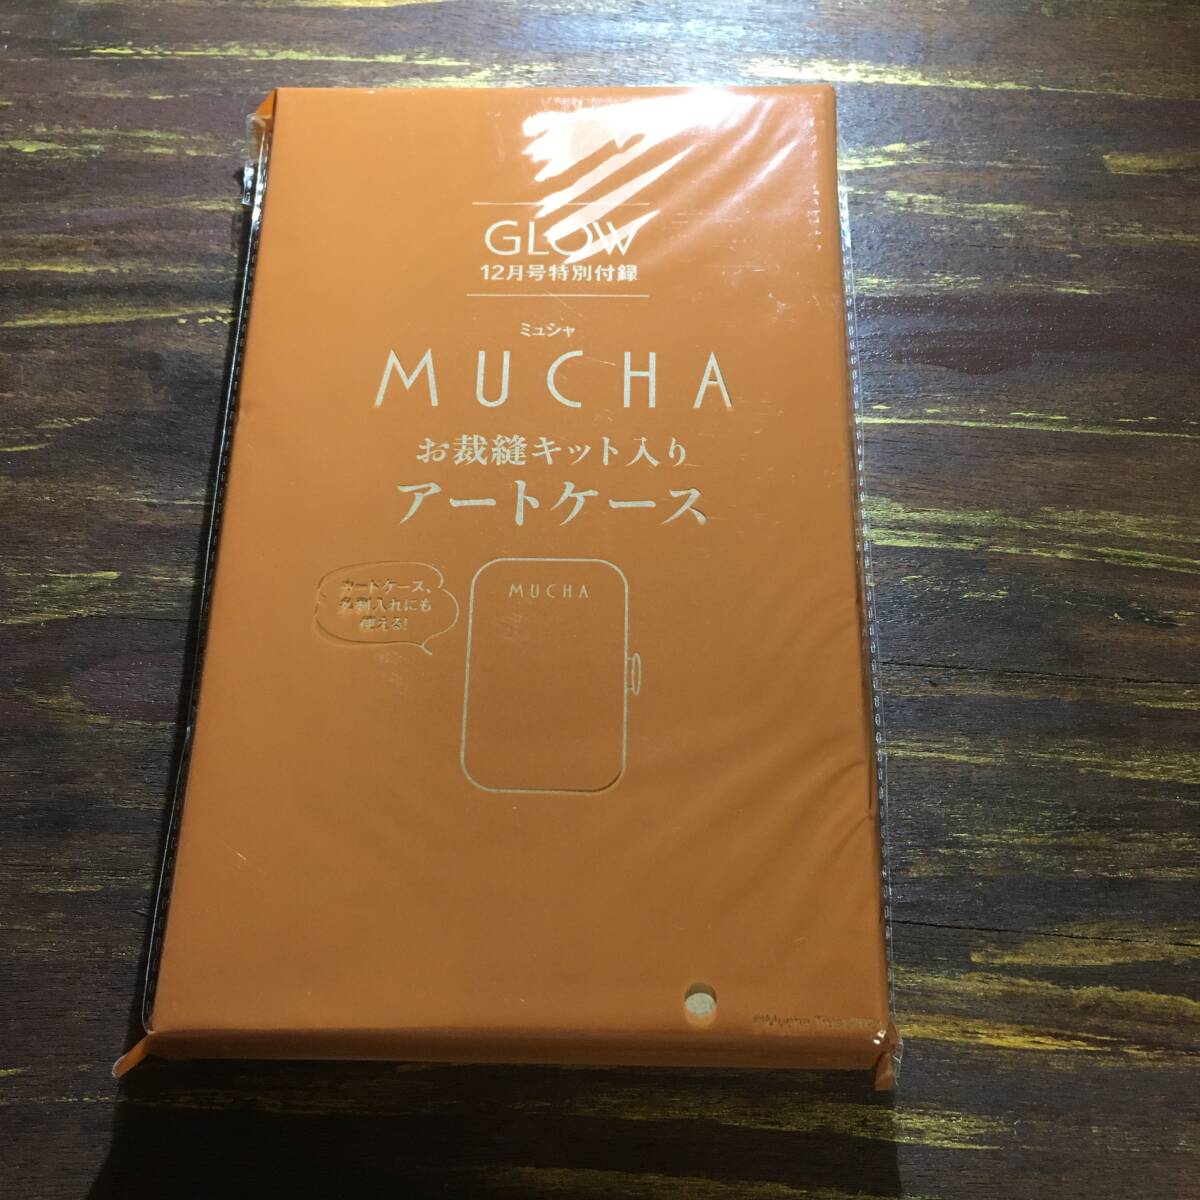 GLOW
12月号特別付録
ミュシャ
MUCHA
お裁縫キット入り
アートケース
カードケース、
名刺入れにも
使える!
MUCHA
©Mucha